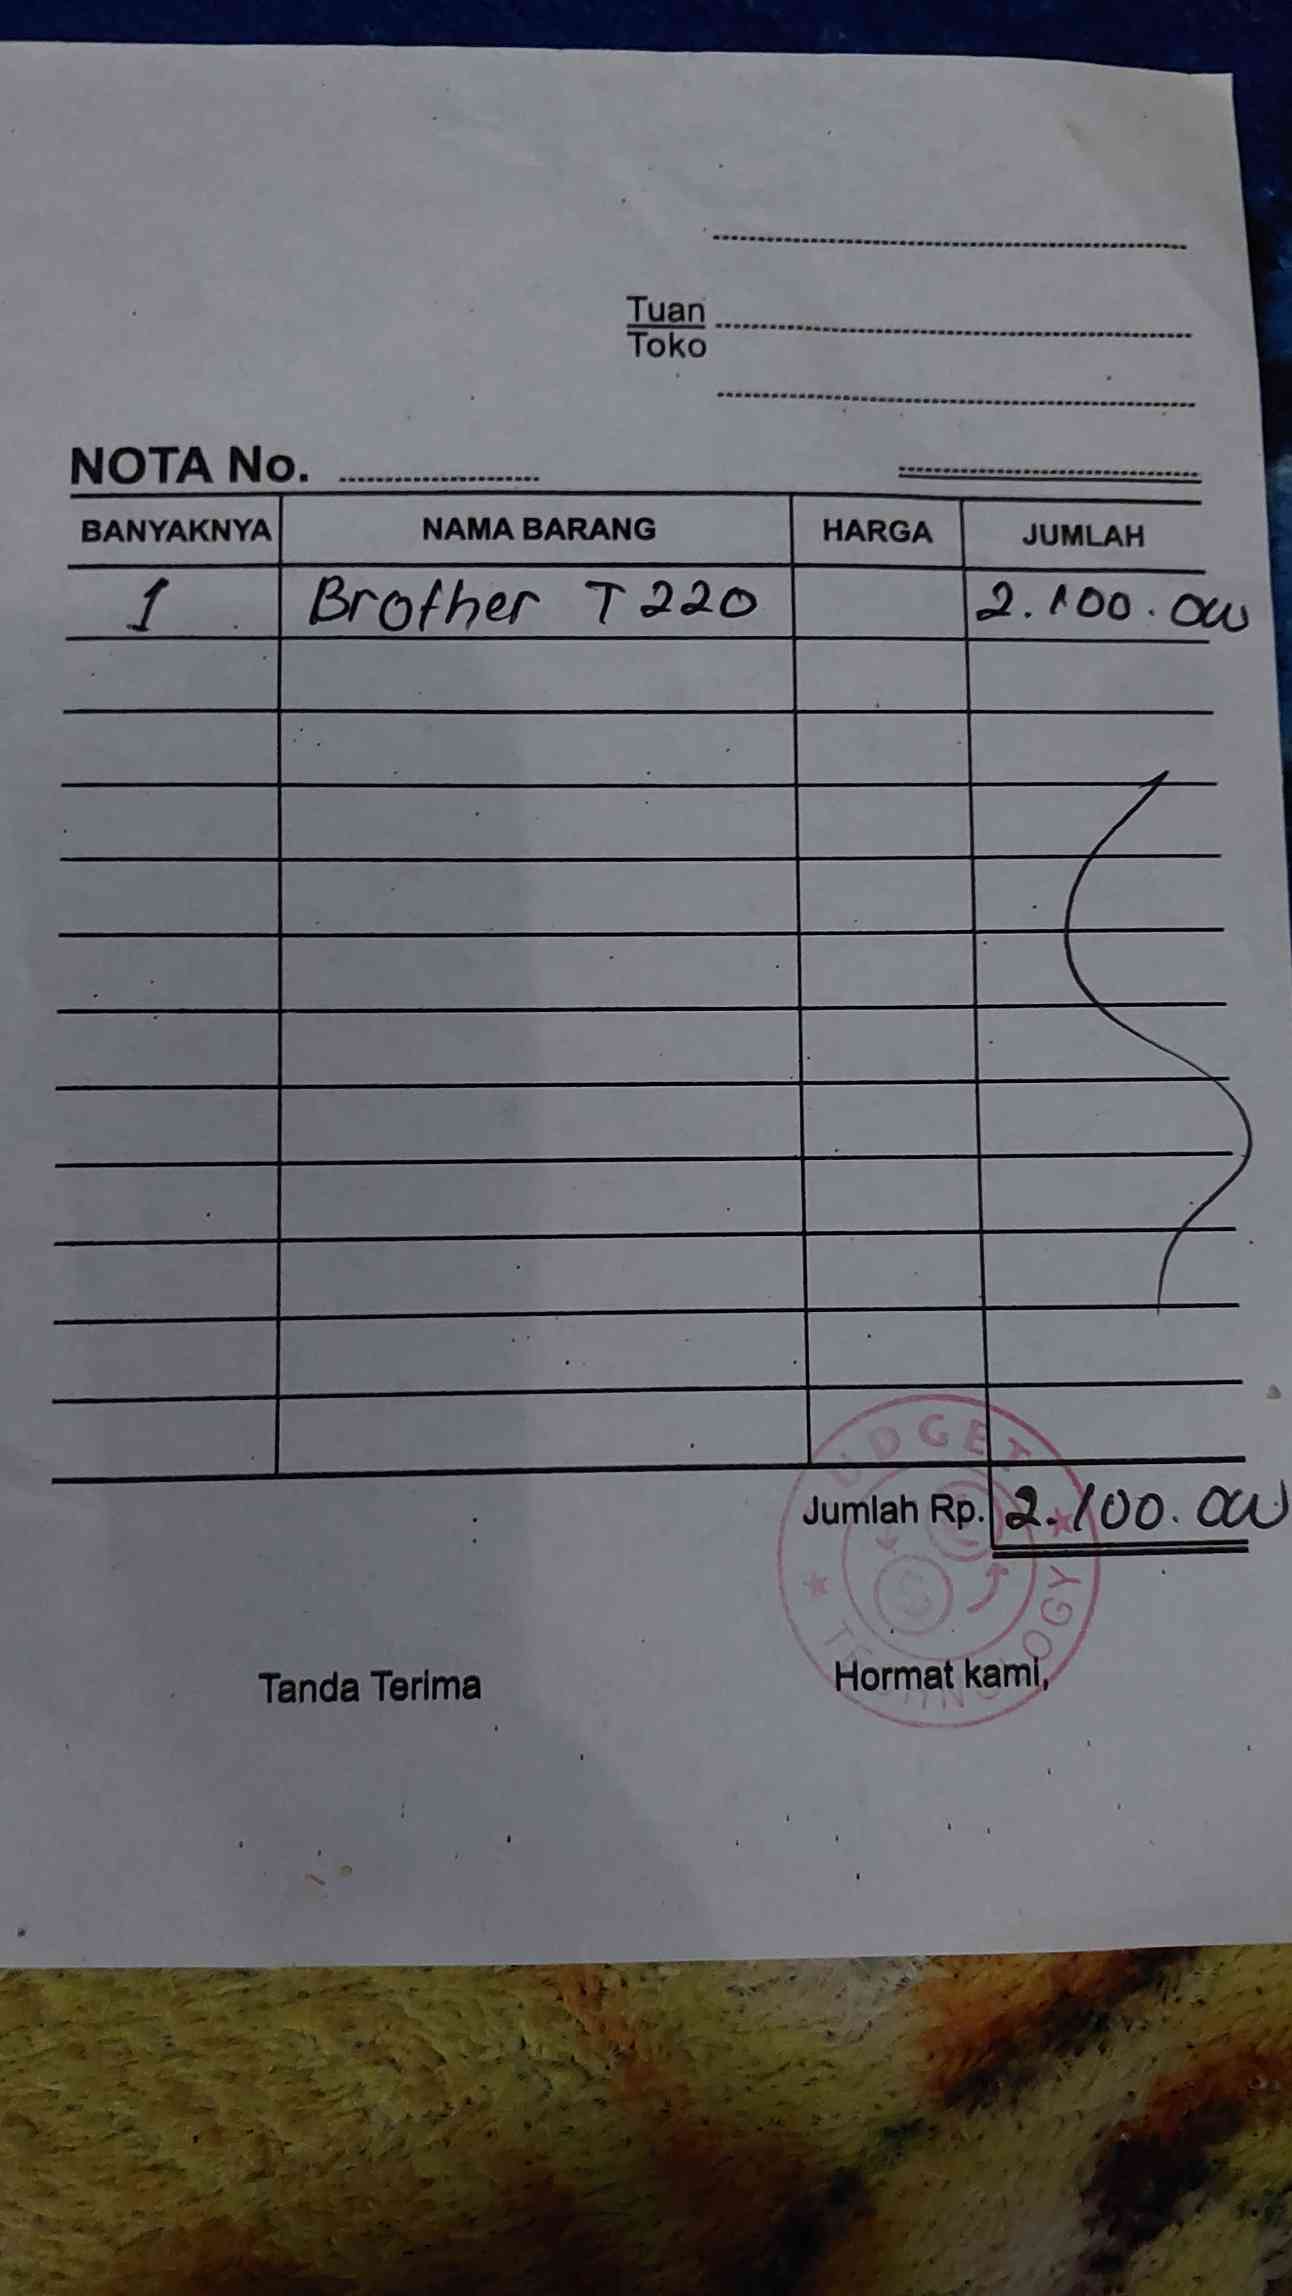 Tuan
Toko
NOTA No.
BANYAKNYA NAMA BARANG HARGA JUMLAH
1 Brother T220 2.100.000
Jumlah Rp. 2.100.000
UDGET
Tanda Terima Hormat kami,